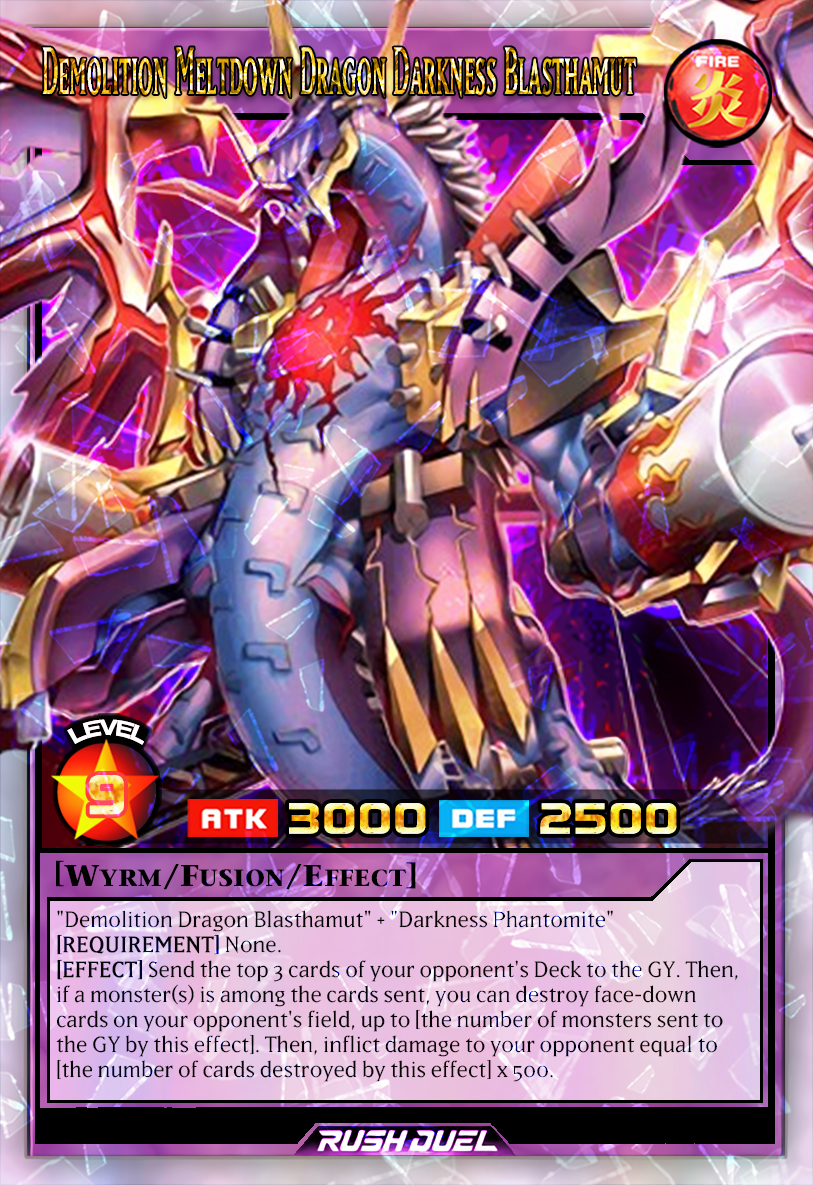 Demolition Meltdown Dragon Darkness Blasthamut
FIRE
炎
LEVEL
9
ATK 3000 DEF 2500
[Wyrm/Fusion/Effect]
"Demolition Dragon Blasthamut" + "Darkness Phantomite"
[REQUIREMENT] None.
[EFFECT] Send the top 3 cards of your opponent's Deck to the GY. Then,
if a monster(s) is among the cards sent, you can destroy face-down
cards on your opponent's field, up to [the number of monsters sent to
the GY by this effect]. Then, inflict damage to your opponent equal to
[the number of cards destroyed by this effect] x 500.
RUSH DUEL